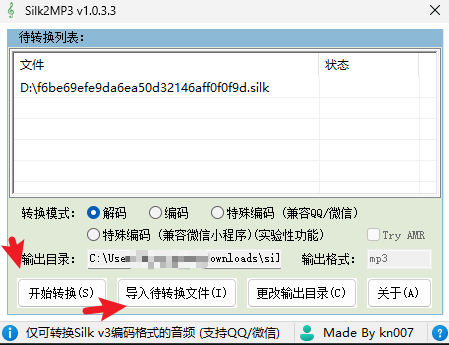 Silk2MP3 v1.0.3.3
待转换列表:
文件 状态
D:\f6be69efe9da6ea50d32146aff0f0f9d.silk
转换模式: 解码 编码 特殊编码 (兼容QQ/微信)
特殊编码 (兼容微信小程序)(实验性功能) Try AMR
输出目录: C:\Use ownloads\sil 输出格式: mp3
开始转换(S) 导入待转换文件(I) 更改输出目录(C) 关于(A)
仅可转换Silk v3编码格式的音频 (支持QQ/微信) Made By kn007